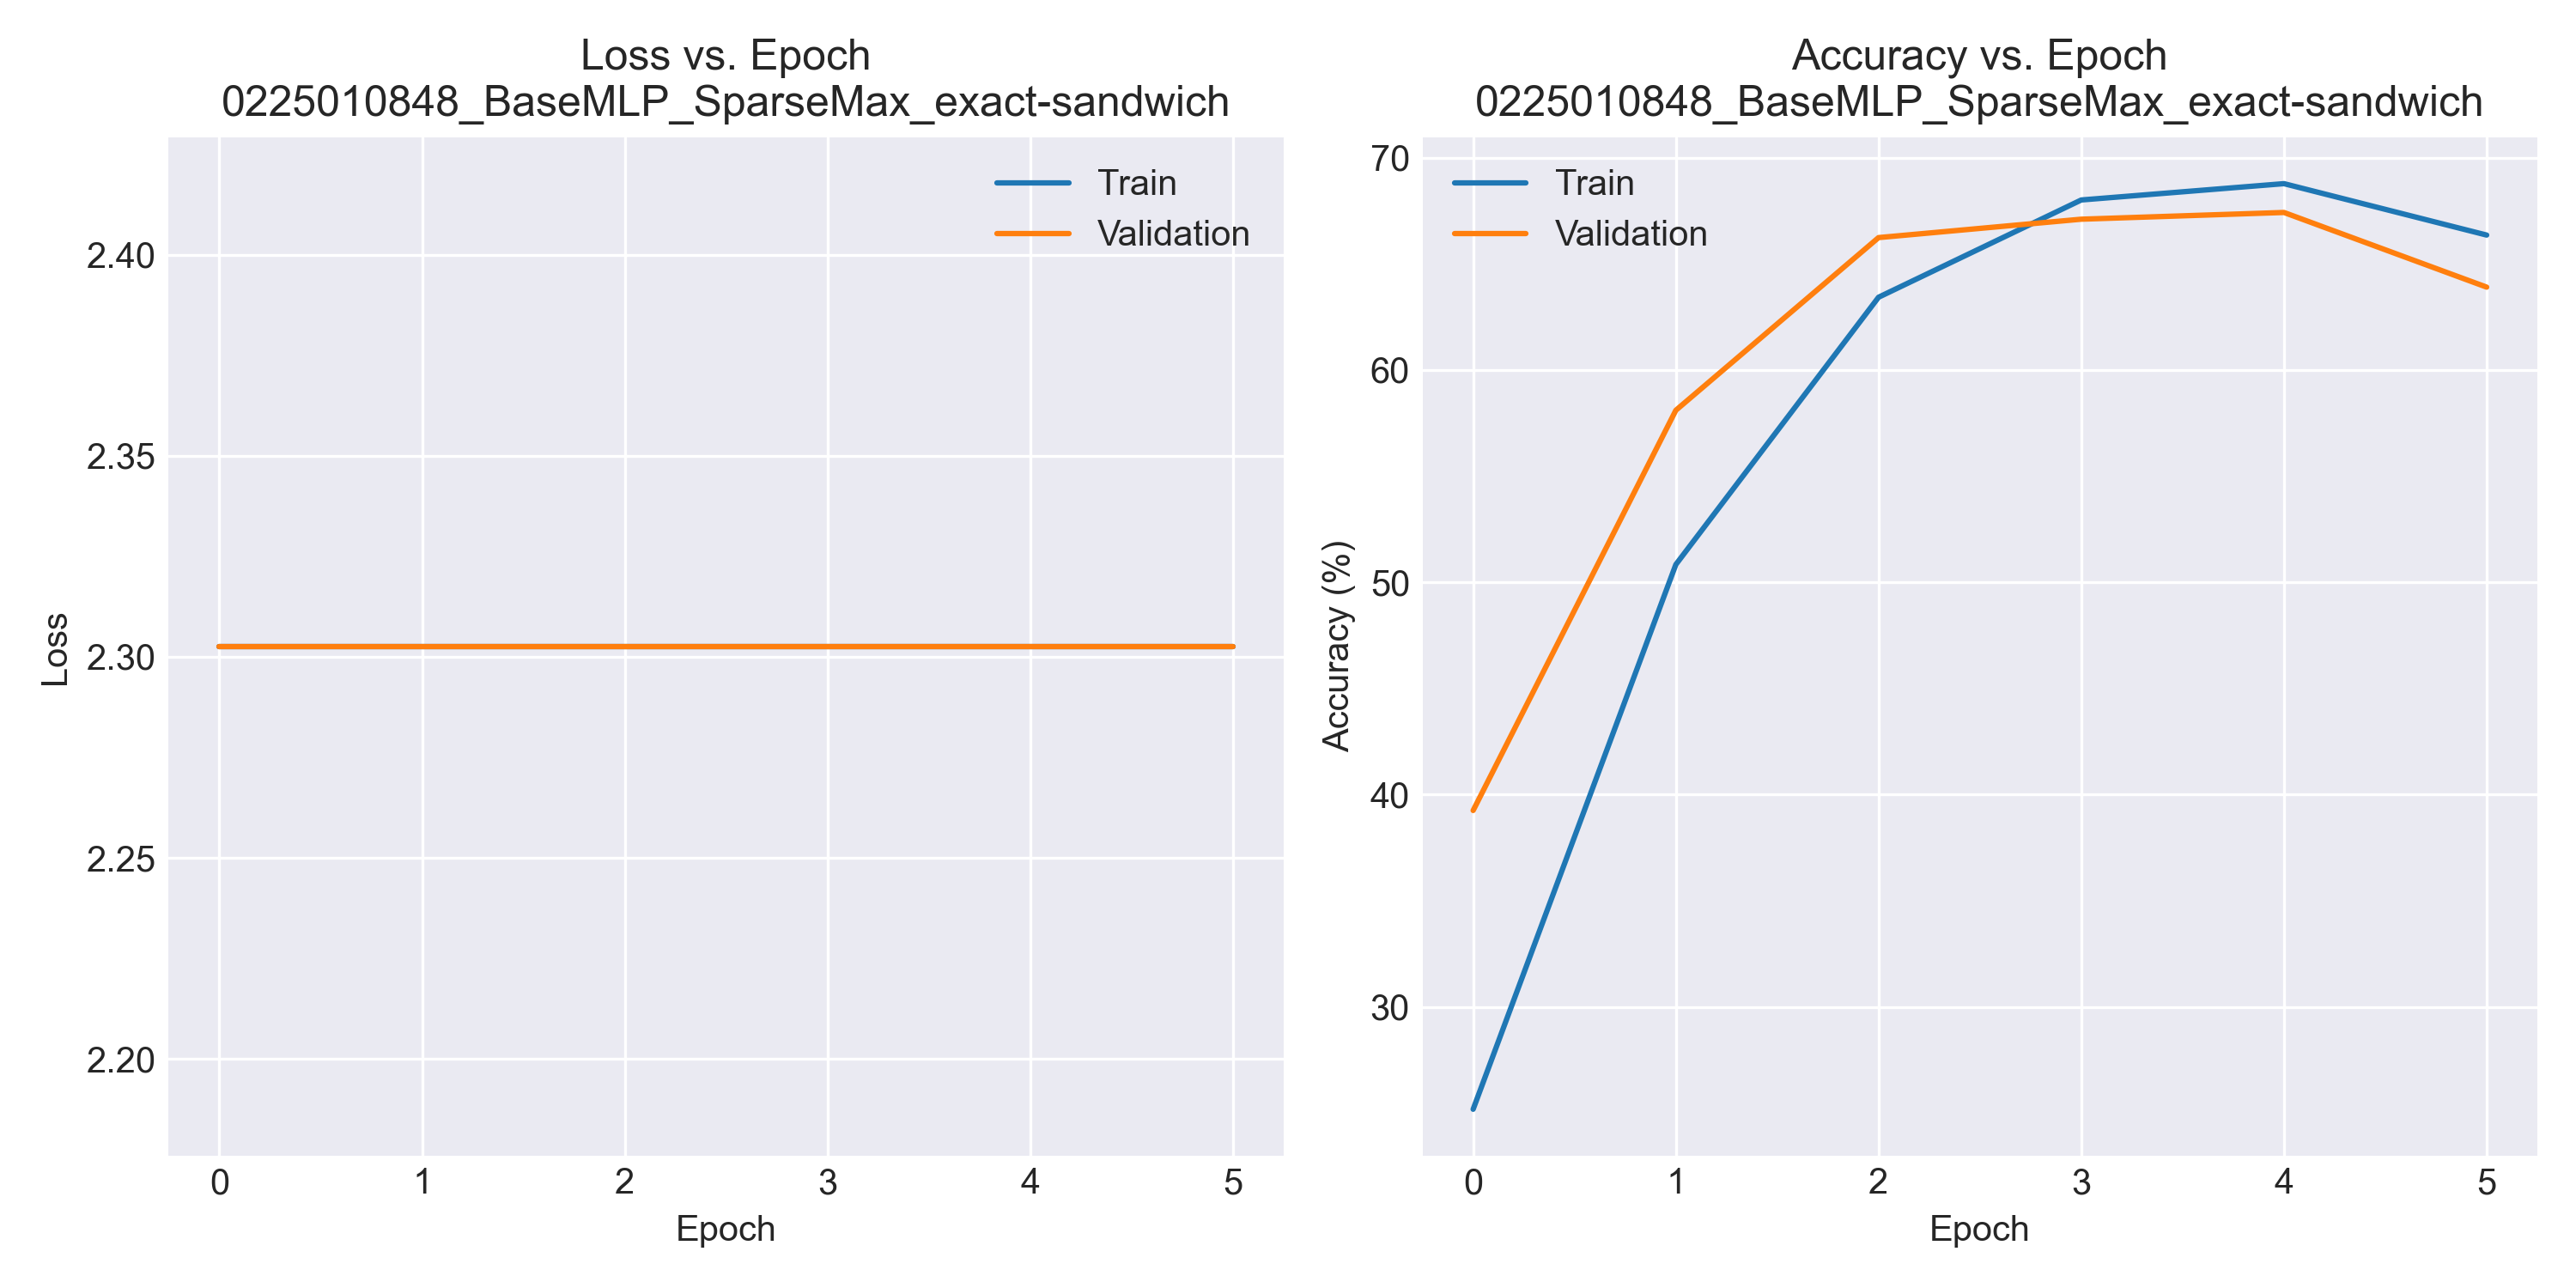 Loss vs. Epoch
0225010848_BaseMLP_SparseMax_exact-sandwich
Train
Validation
2.40
2.35
2.30
2.25
2.20
Loss
0
1
2
3
4
5
Epoch
Accuracy vs. Epoch
0225010848_BaseMLP_SparseMax_exact-sandwich
Train
Validation
70
60
50
40
30
Accuracy (%)
0
1
2
3
4
5
Epoch